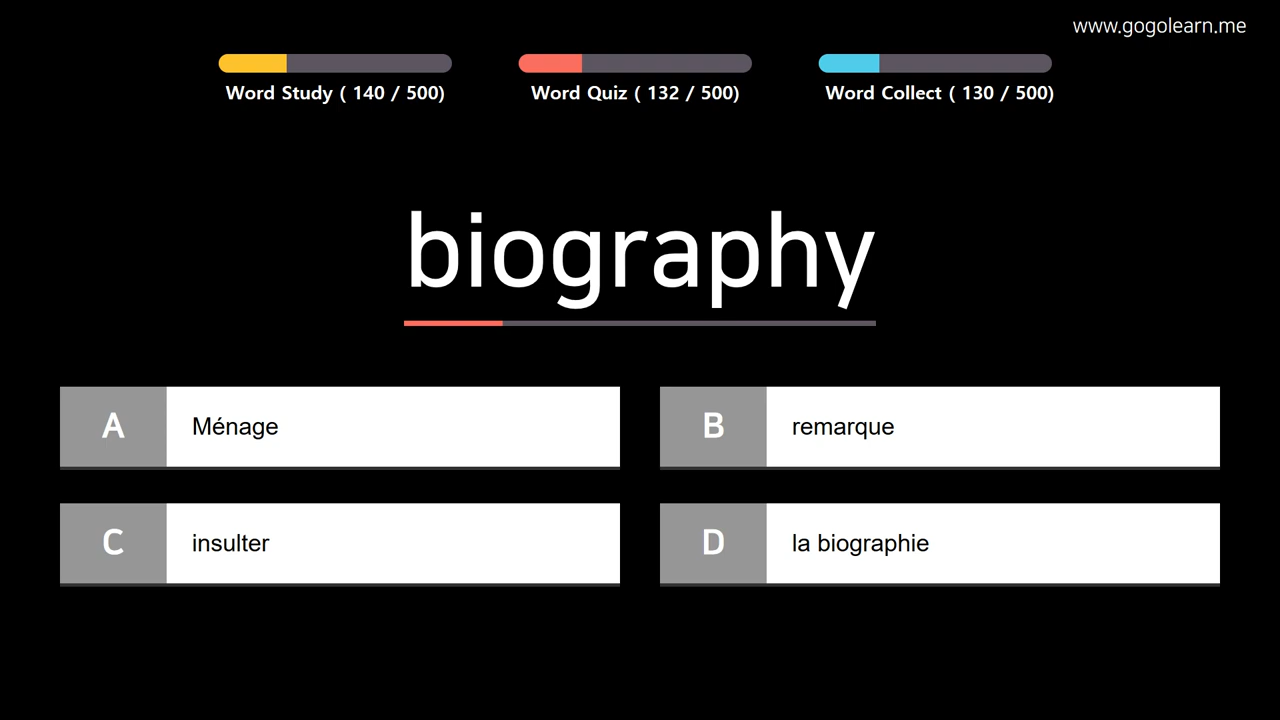 www.gogolearn.me
Word Study ( 140 / 500)
Word Quiz ( 132 / 500)
Word Collect ( 130 / 500)
biography
A Ménage
B remarque
C insulter
D la biographie